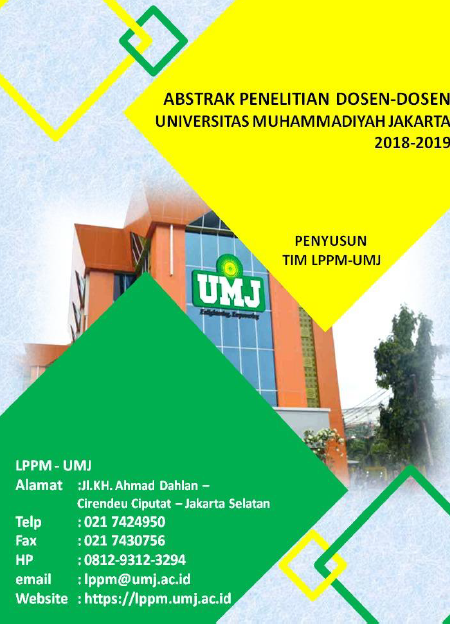 ABSTRAK PENELITIAN DOSEN-DOSEN
UNIVERSITAS MUHAMMADIYAH JAKARTA
2018-2019
PENYUSUN
TIM LPPM-UMJ
UMJ
Enlightening, Empowering
LPPM - UMJ
Alamat :Jl.KH. Ahmad Dahlan –
Cirendeu Ciputat – Jakarta Selatan
Telp : 021 7424950
Fax : 021 7430756
HP : 0812-9312-3294
email : lppm@umj.ac.id
Website : https://lppm.umj.ac.id